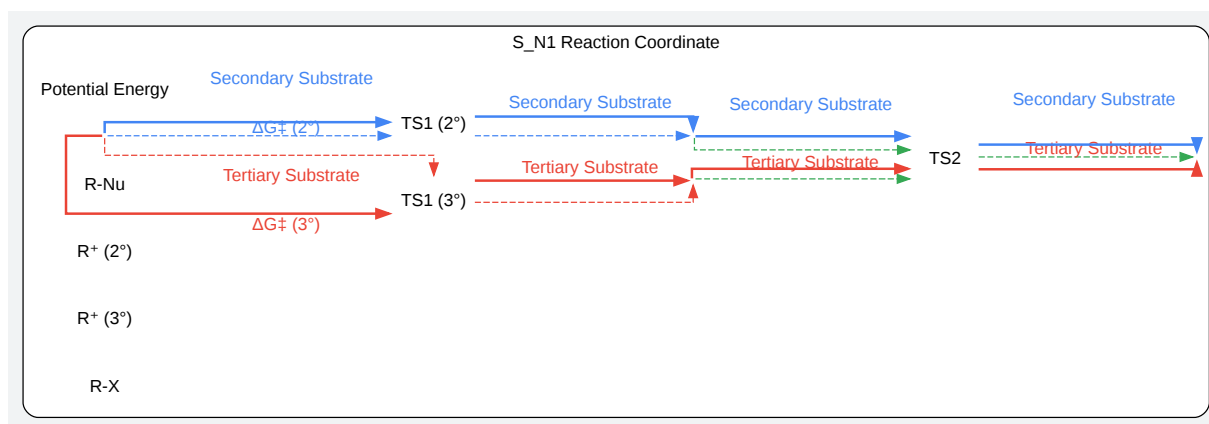 S_N1 Reaction Coordinate
Potential Energy
Secondary Substrate
Secondary Substrate
Secondary Substrate
Secondary Substrate
ΔG‡ (2°)
TS1 (2°)
TS2
Tertiary Substrate
Tertiary Substrate
Tertiary Substrate
Tertiary Substrate
R-Nu
TS1 (3°)
ΔG‡ (3°)
R⁺ (2°)
R⁺ (3°)
R-X